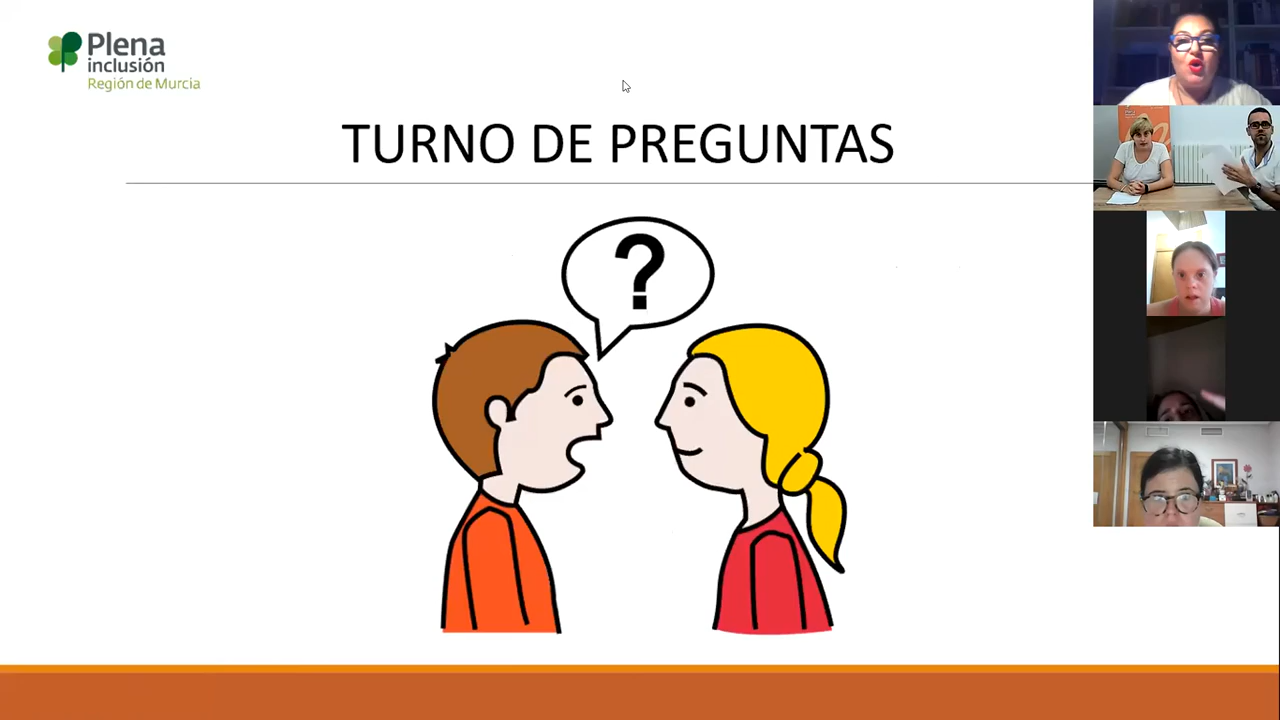 Plena
inclusión
Región de Murcia
TURNO DE PREGUNTAS
?